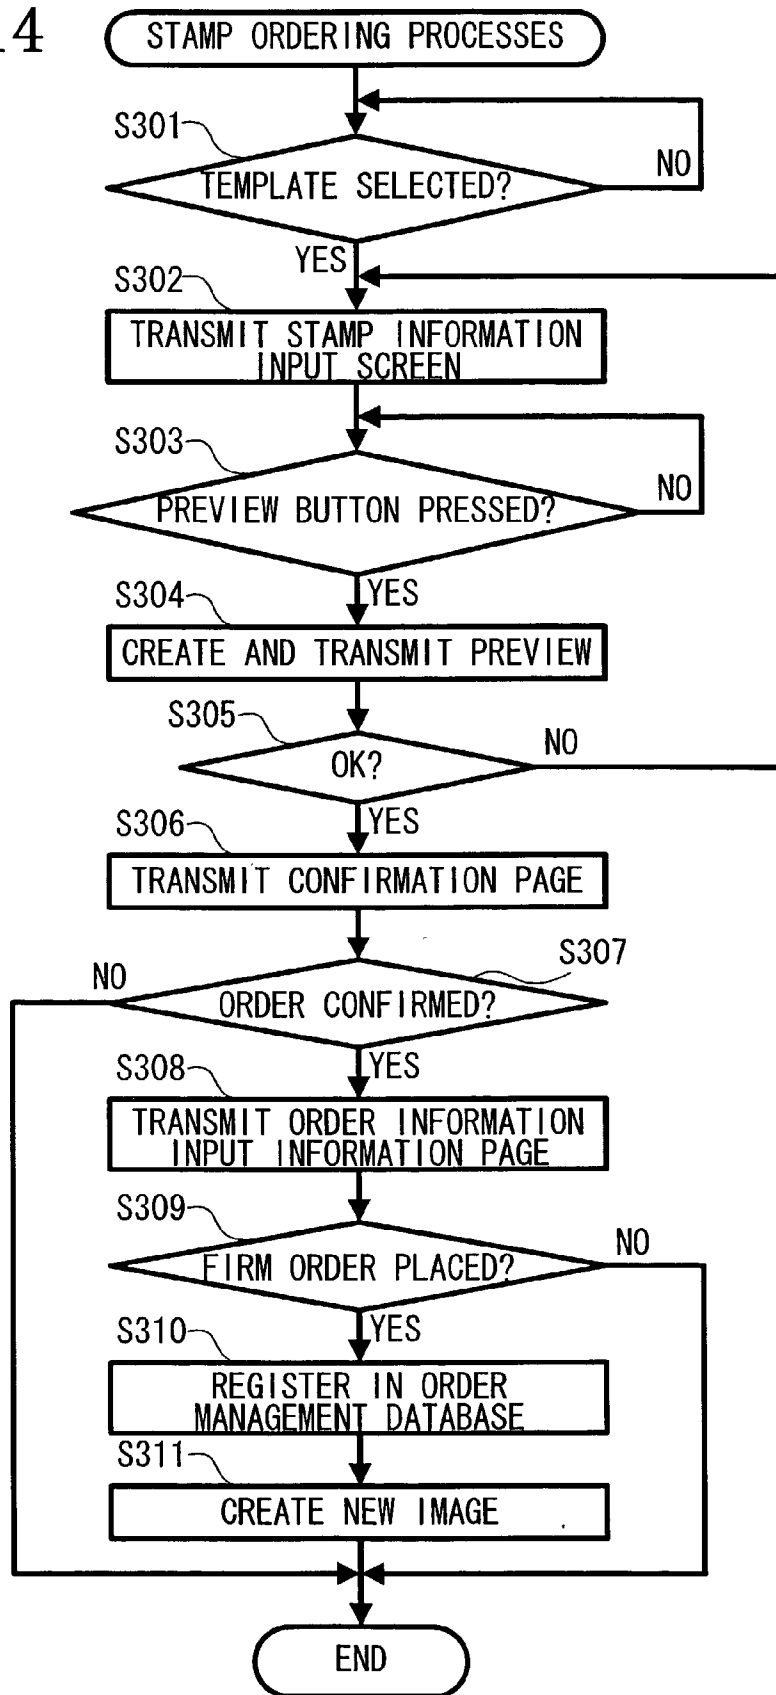 14
STAMP ORDERING PROCESSES
S301
TEMPLATE SELECTED?
NO
YES
S302
TRANSMIT STAMP INFORMATION
INPUT SCREEN
S303
PREVIEW BUTTON PRESSED?
NO
YES
S304
CREATE AND TRANSMIT PREVIEW
S305
OK?
NO
YES
S306
TRANSMIT CONFIRMATION PAGE
S307
NO
ORDER CONFIRMED?
YES
S308
TRANSMIT ORDER INFORMATION
INPUT INFORMATION PAGE
S309
FIRM ORDER PLACED?
NO
YES
S310
REGISTER IN ORDER
MANAGEMENT DATABASE
S311
CREATE NEW IMAGE
END